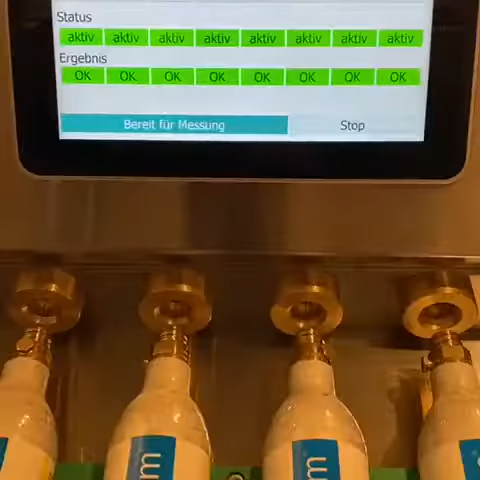 Status
aktiv aktiv aktiv aktiv aktiv aktiv aktiv aktiv
Ergebnis
OK OK OK OK OK OK OK OK
Bereit für Messung Stop
m
m